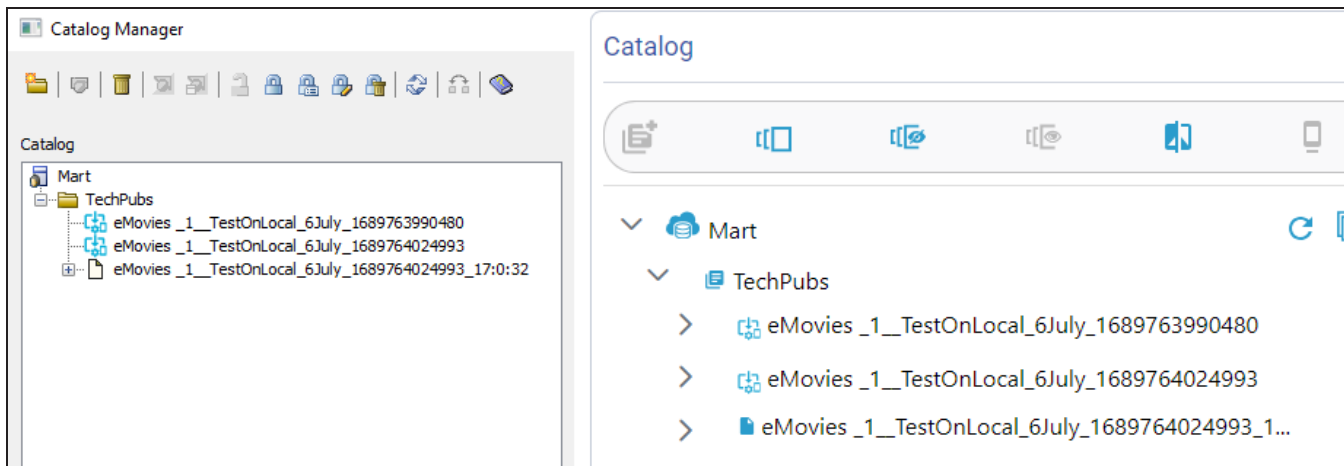 Catalog Manager
Catalog
Mart
TechPubs
eMovies _1__TestOnLocal_6July_1689763990480
eMovies _1__TestOnLocal_6July_1689764024993
eMovies _1__TestOnLocal_6July_1689764024993_17:0:32
Catalog
Mart
TechPubs
eMovies _1__TestOnLocal_6July_1689763990480
eMovies _1__TestOnLocal_6July_1689764024993
eMovies _1__TestOnLocal_6July_1689764024993_1...